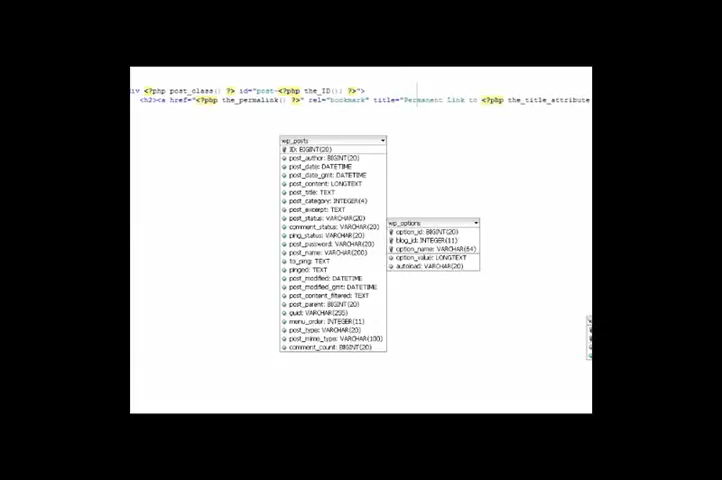 div <?php post_class() ?> id="post-<?php the_ID(); ?>">
<h2><a href="<?php the_permalink() ?>" rel="bookmark" title="Permanent Link to <?php the_title_attribute
wp_posts
ID: BIGINT(20)
post_author: BIGINT(20)
post_date: DATETIME
post_date_gmt: DATETIME
post_content: LONGTEXT
post_title: TEXT
post_category: INTEGER(4)
post_excerpt: TEXT
post_status: VARCHAR(20)
comment_status: VARCHAR(20)
ping_status: VARCHAR(20)
post_password: VARCHAR(20)
post_name: VARCHAR(200)
to_ping: TEXT
pinged: TEXT
post_modified: DATETIME
post_modified_gmt: DATETIME
post_content_filtered: TEXT
post_parent: BIGINT(20)
guid: VARCHAR(255)
menu_order: INTEGER(11)
post_type: VARCHAR(20)
post_mime_type: VARCHAR(100)
comment_count: BIGINT(20)
wp_options
option_id: BIGINT(20)
blog_id: INTEGER(11)
option_name: VARCHAR(64)
option_value: LONGTEXT
autoload: VARCHAR(20)